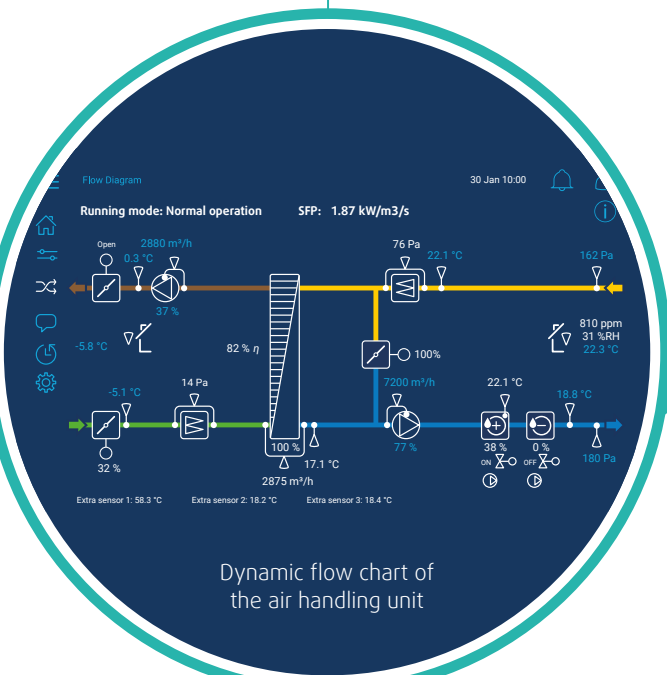 Flow Diagram
30 Jan 10:00
Running mode: Normal operation
SFP: 1.87 kW/m3/s
Open
2880 m³/h
76 Pa
0.3 °C
22.1 °C
162 Pa
37 %
810 ppm
31 %RH
22.3 °C
-5.8 °C
82 % η
100%
-5.1 °C
14 Pa
7200 m³/h
22.1 °C
18.8 °C
100 %
77 %
38 %
0 %
180 Pa
32 %
17.1 °C
ON
OFF
2875 m³/h
Extra sensor 1: 58.3 °C
Extra sensor 2: 18.2 °C
Extra sensor 3: 18.4 °C
Dynamic flow chart of
the air handling unit